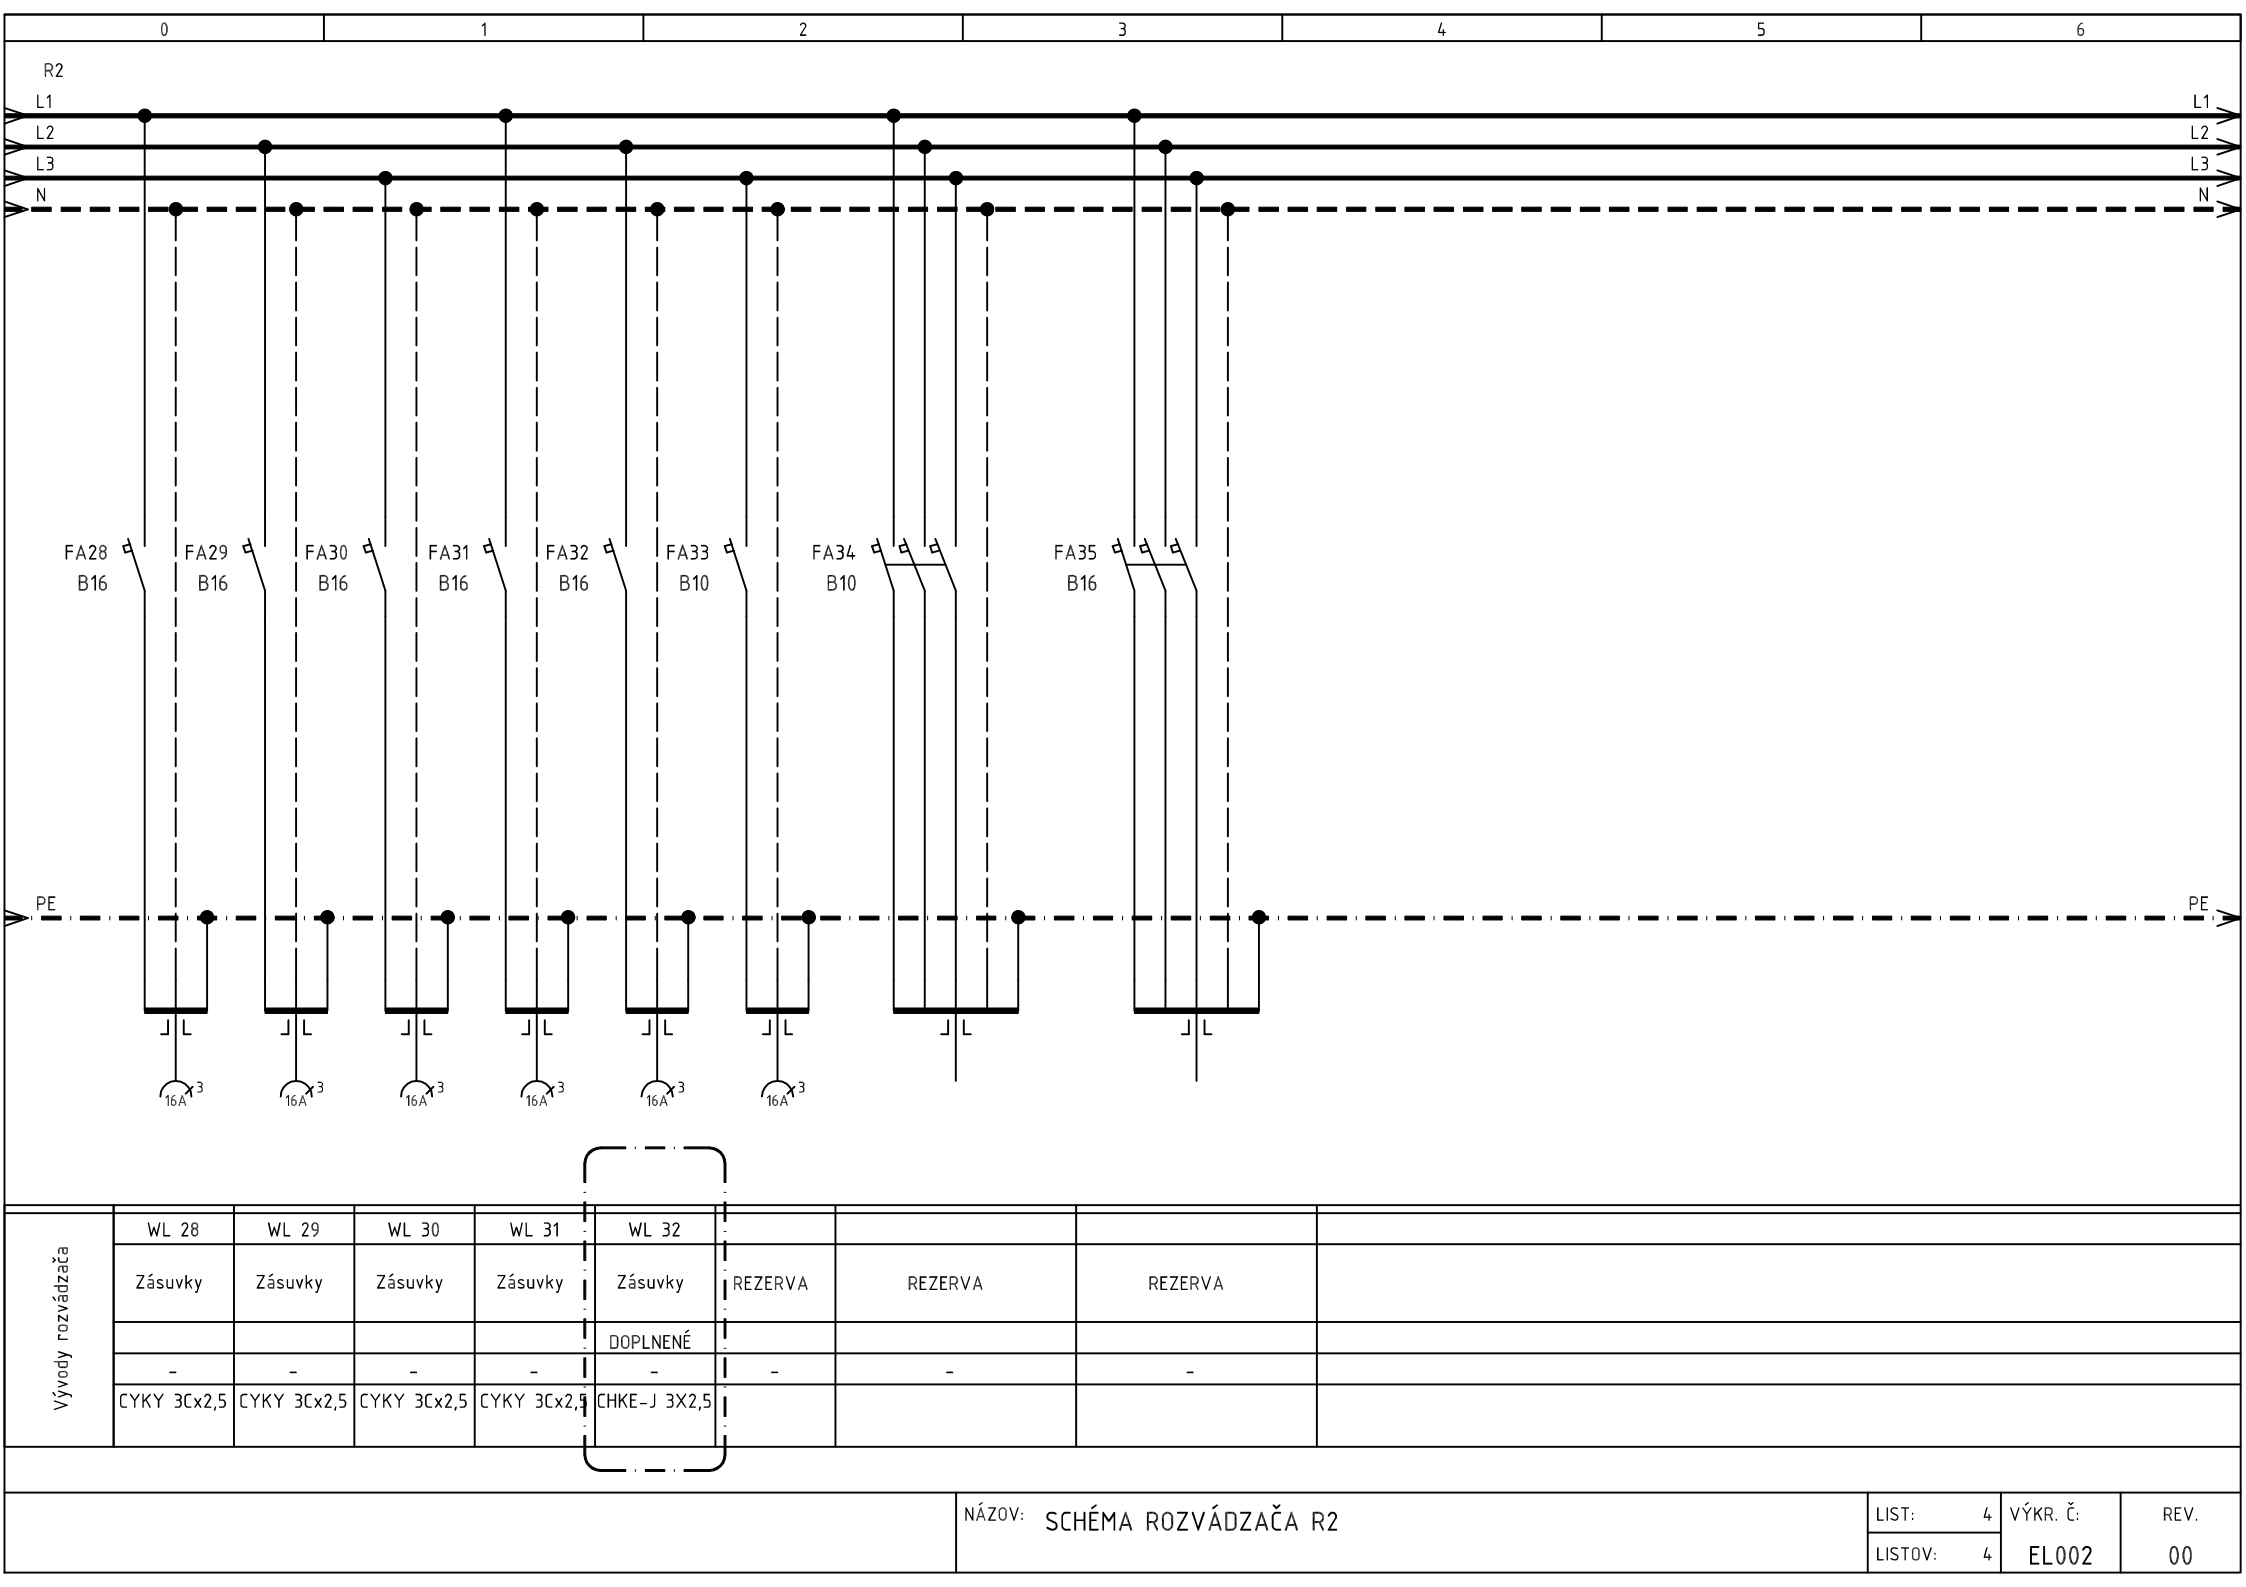 0 1 2 3 4 5 6
R2
L1 L1
L2 L2
L3 L3
N N
FA28 FA29 FA30 FA31 FA32 FA33 FA34 FA35
B16 B16 B16 B16 B16 B10 B10 B16
PE PE
3 3 3 3 3 3
16A 16A 16A 16A 16A 16A
Vývody rozvádzača
WL 28 WL 29 WL 30 WL 31 WL 32
Zásuvky Zásuvky Zásuvky Zásuvky Zásuvky REZERVA REZERVA REZERVA
DOPLNENÉ
- - - - - - - -
CYKY 3Cx2,5 CYKY 3Cx2,5 CYKY 3Cx2,5 CYKY 3Cx2,5 CHKE-J 3X2,5
NÁZOV: SCHÉMA ROZVÁDZAČA R2
LIST: 4 VÝKR. Č: REV.
LISTOV: 4 EL002 00